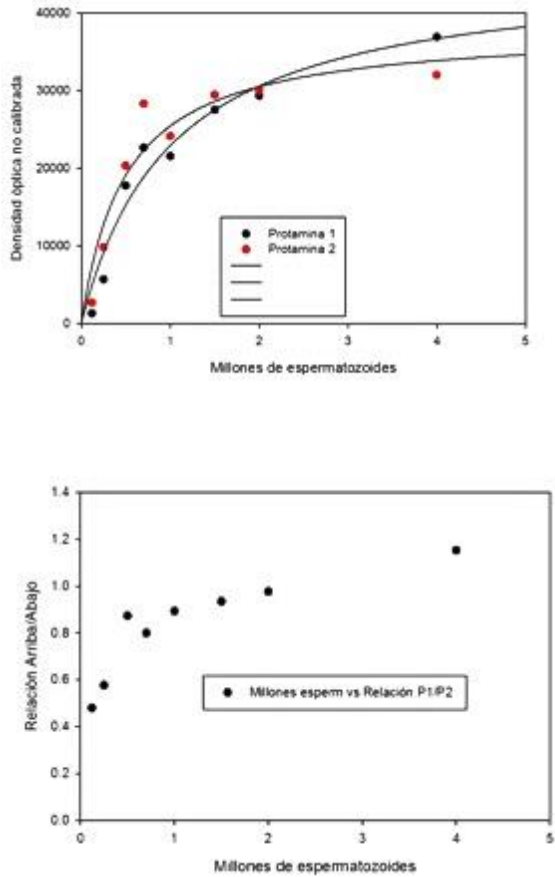 40000
30000
20000
10000
0
Densidad óptica no calibrada
Protamina 1
Protamina 2
0 1 2 3 4 5
Millones de espermatozoides
1.4
1.2
1.0
0.8
0.6
0.4
0.2
0.0
Relación Arriba/Abajo
Millones esperm vs Relación P1/P2
0 1 2 3 4 5
Millones de espermatozoides